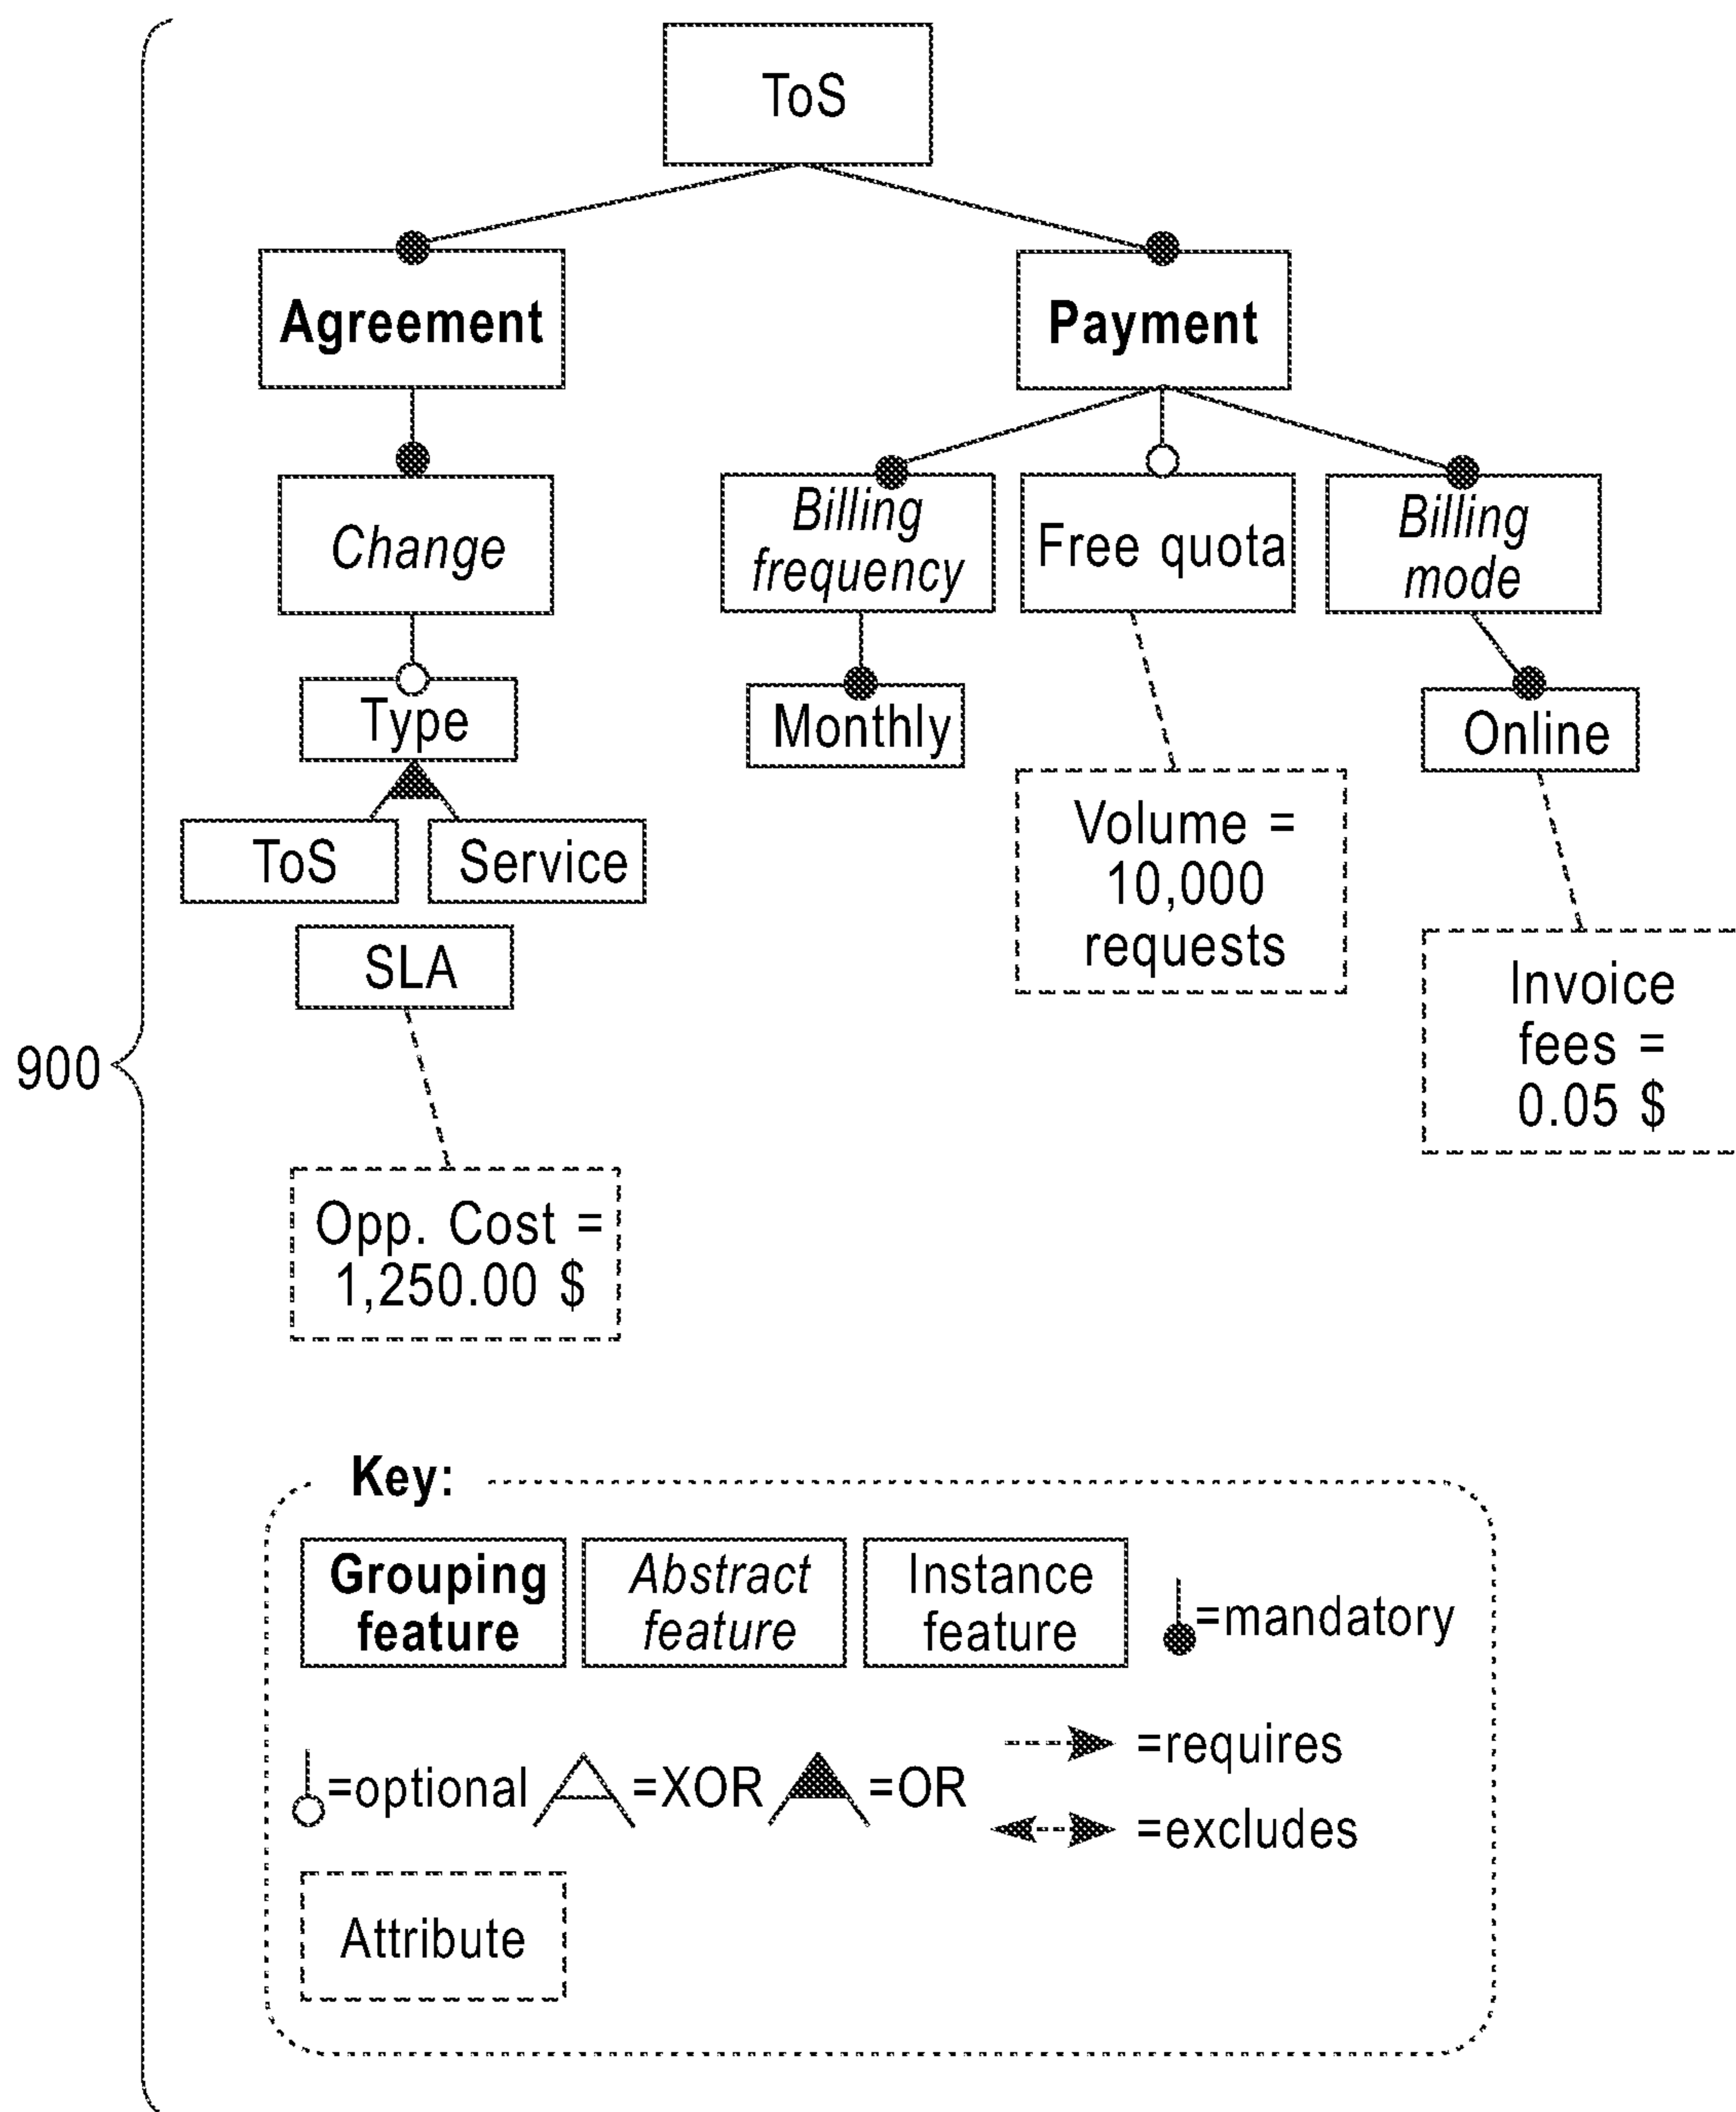 ToS
Agreement
Payment
Change
Billing
frequency
Free quota
Billing
mode
Type
Monthly
Online
ToS
Service
SLA
Volume =
10,000
requests
Invoice
fees =
0.05 $
900
Opp. Cost =
1,250.00 $
Key:
Grouping
feature
Abstract
feature
Instance
feature
=mandatory
=optional
=XOR
=OR
=requires
=excludes
Attribute